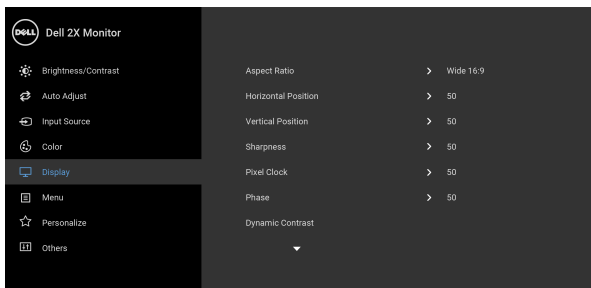 DELL Dell 2X Monitor
Brightness/Contrast
Auto Adjust
Input Source
Color
Display
Menu
Personalize
Others
Aspect Ratio Wide 16:9
Horizontal Position 50
Vertical Position 50
Sharpness 50
Pixel Clock 50
Phase 50
Dynamic Contrast